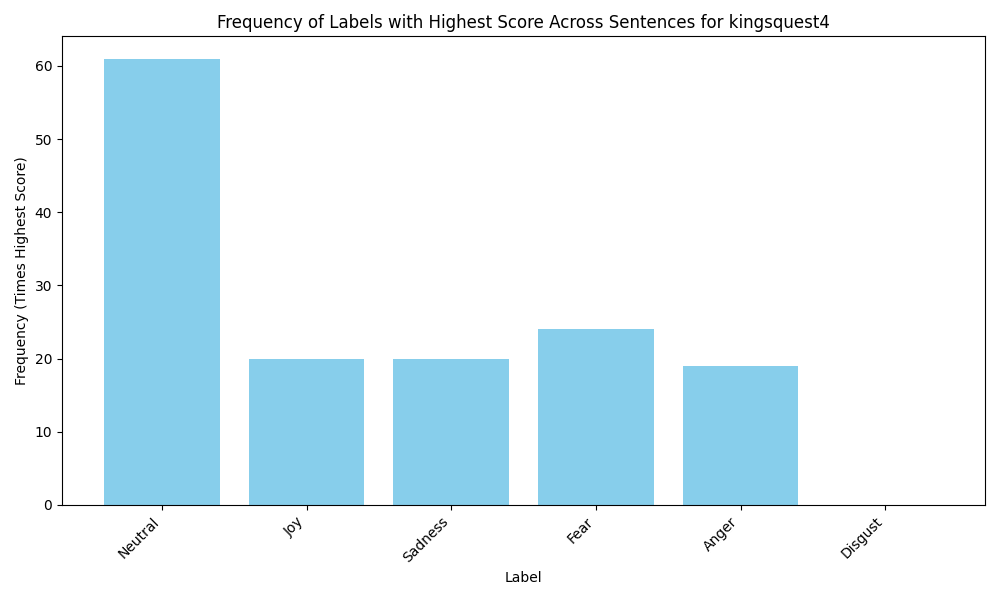 Frequency of Labels with Highest Score Across Sentences for kingsquest4
Frequency (Times Highest Score)
60
50
40
30
20
10
0
Neutral
Joy
Sadness
Fear
Anger
Disgust
Label